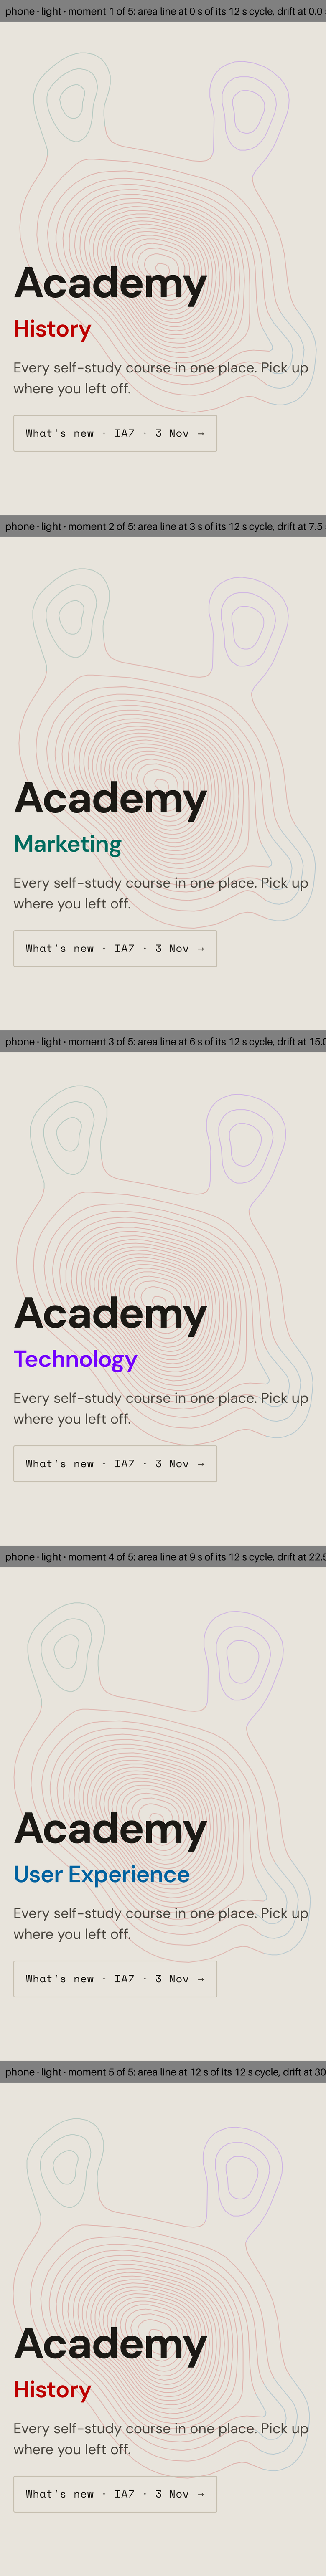 phone · light · moment 1 of 5: area line at 0 s of its 12 s cycle, drift at 0.0
Academy
History
Every self-study course in one place. Pick up
where you left off.
What's new · IA7 · 3 Nov →
phone · light · moment 2 of 5: area line at 3 s of its 12 s cycle, drift at 7.5
Academy
Marketing
Every self-study course in one place. Pick up
where you left off.
What's new · IA7 · 3 Nov →
phone · light · moment 3 of 5: area line at 6 s of its 12 s cycle, drift at 15.0
Academy
Technology
Every self-study course in one place. Pick up
where you left off.
What's new · IA7 · 3 Nov →
phone · light · moment 4 of 5: area line at 9 s of its 12 s cycle, drift at 22.5
Academy
User Experience
Every self-study course in one place. Pick up
where you left off.
What's new · IA7 · 3 Nov →
phone · light · moment 5 of 5: area line at 12 s of its 12 s cycle, drift at 30
Academy
History
Every self-study course in one place. Pick up
where you left off.
What's new · IA7 · 3 Nov →